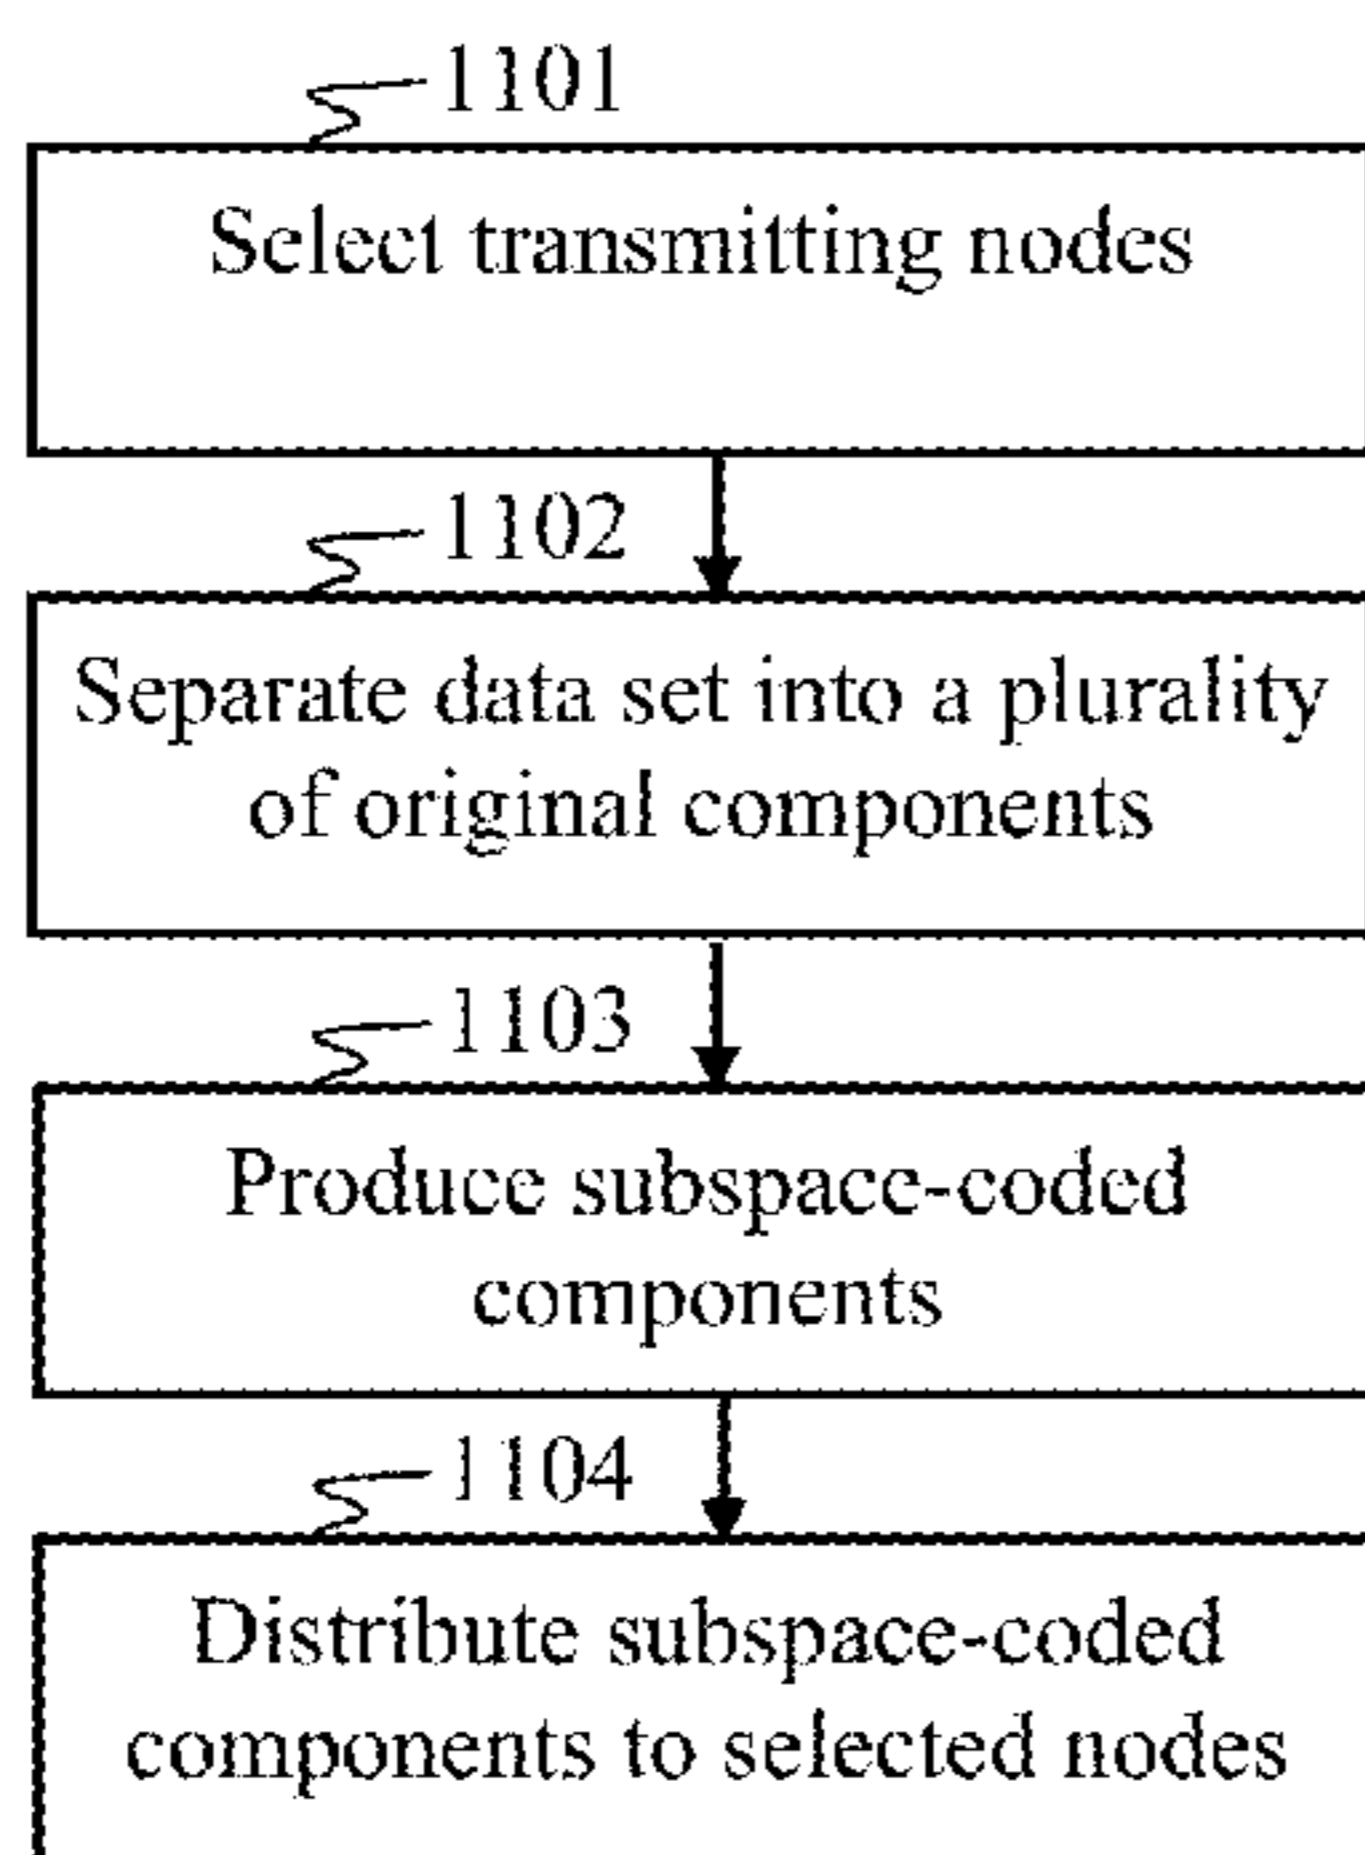 1101
Select transmitting nodes
1102
Separate data set into a plurality
of original components
1103
Produce subspace-coded
components
1104
Distribute subspace-coded
components to selected nodes